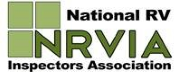 National RV
NRVIA
Inspectors Association